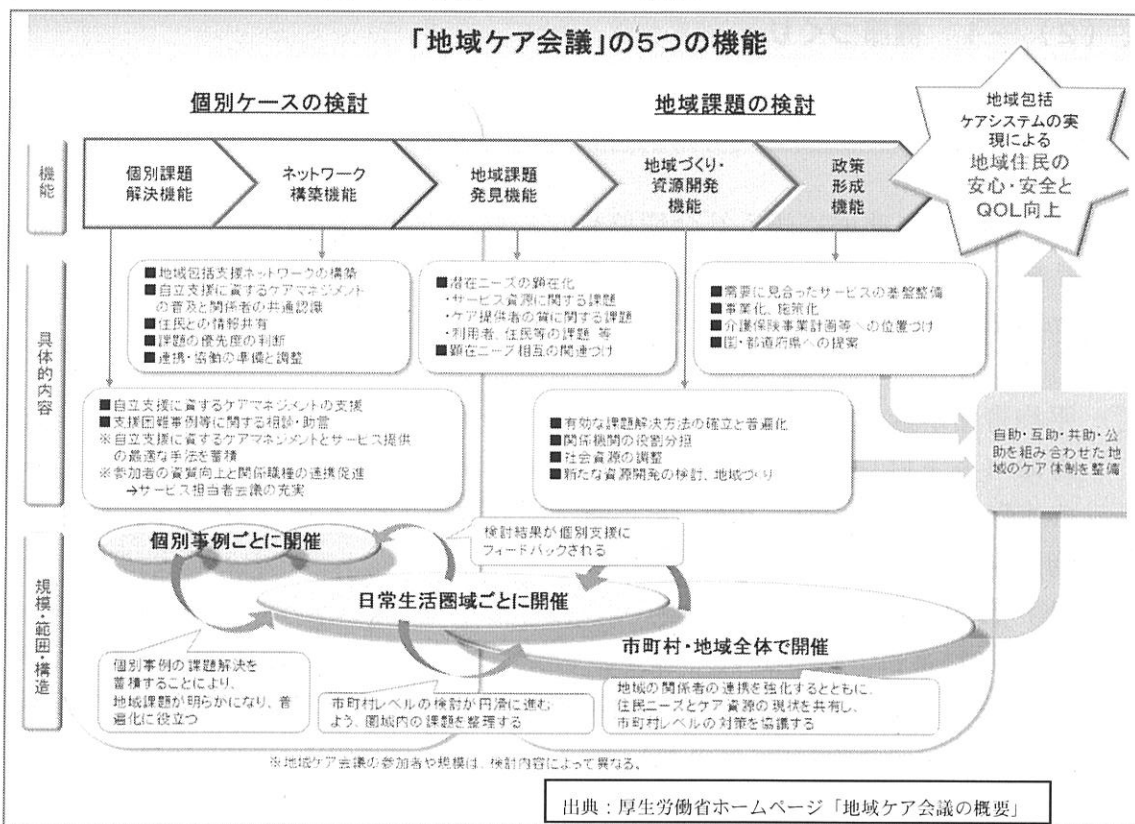 「地域ケア会議」の5つの機能
個別ケースの検討
地域課題の検討
機能
個別課題
解決機能
ネットワーク
構築機能
地域課題
発見機能
地域づくり・
資源開発
機能
政策
形成
機能
地域包括
ケアシステムの実
現による
地域住民の
安心・安全と
QOL向上
具体的内容
■地域包括支援ネットワークの構築
■自立支援に資するケアマネジメント
の普及と関係者の共通認識
■住民との情報共有
■課題の優先度の判断
■連携・協働の準備と調整
■潜在ニーズの顕在化
・サービス資源に関する課題
・ケア提供者の質に関する課題
・利用者、住民等の課題 等
■顕在ニーズ相互の関連づけ
■需要に見合ったサービスの基盤整備
■事業化、施策化
■介護保険事業計画等への位置づけ
■国・都道府県への提案
■自立支援に資するケアマネジメントの支援
■支援困難事例等に関する相談・助言
※自立支援に資するケアマネジメントとサービス提供
の最適な手法を蓄積
※参加者の資質向上と関係職種の連携促進
→サービス担当者会議の充実
■有効な課題解決方法の確立と普遍化
■関係機関の役割分担
■社会資源の調整
■新たな資源開発の検討、地域づくり
自助・互助・共助・公
助を組み合わせた地
域のケア体制を整備
規模・範囲・構造
個別事例ごとに開催
検討結果が個別支援に
フィードバックされる
日常生活圏域ごとに開催
市町村・地域全体で開催
個別事例の課題解決を
蓄積することにより、
地域課題が明らかになり、普
遍化に役立つ
市町村レベルの検討が円滑に進む
よう、圏域内の課題を整理する
地域の関係者の連携を強化するとともに、
住民ニーズとケア資源の現状を共有し、
市町村レベルの対策を協議する
※地域ケア会議の参加者や規模は、検討内容によって異なる。
出典：厚生労働省ホームページ「地域ケア会議の概要」